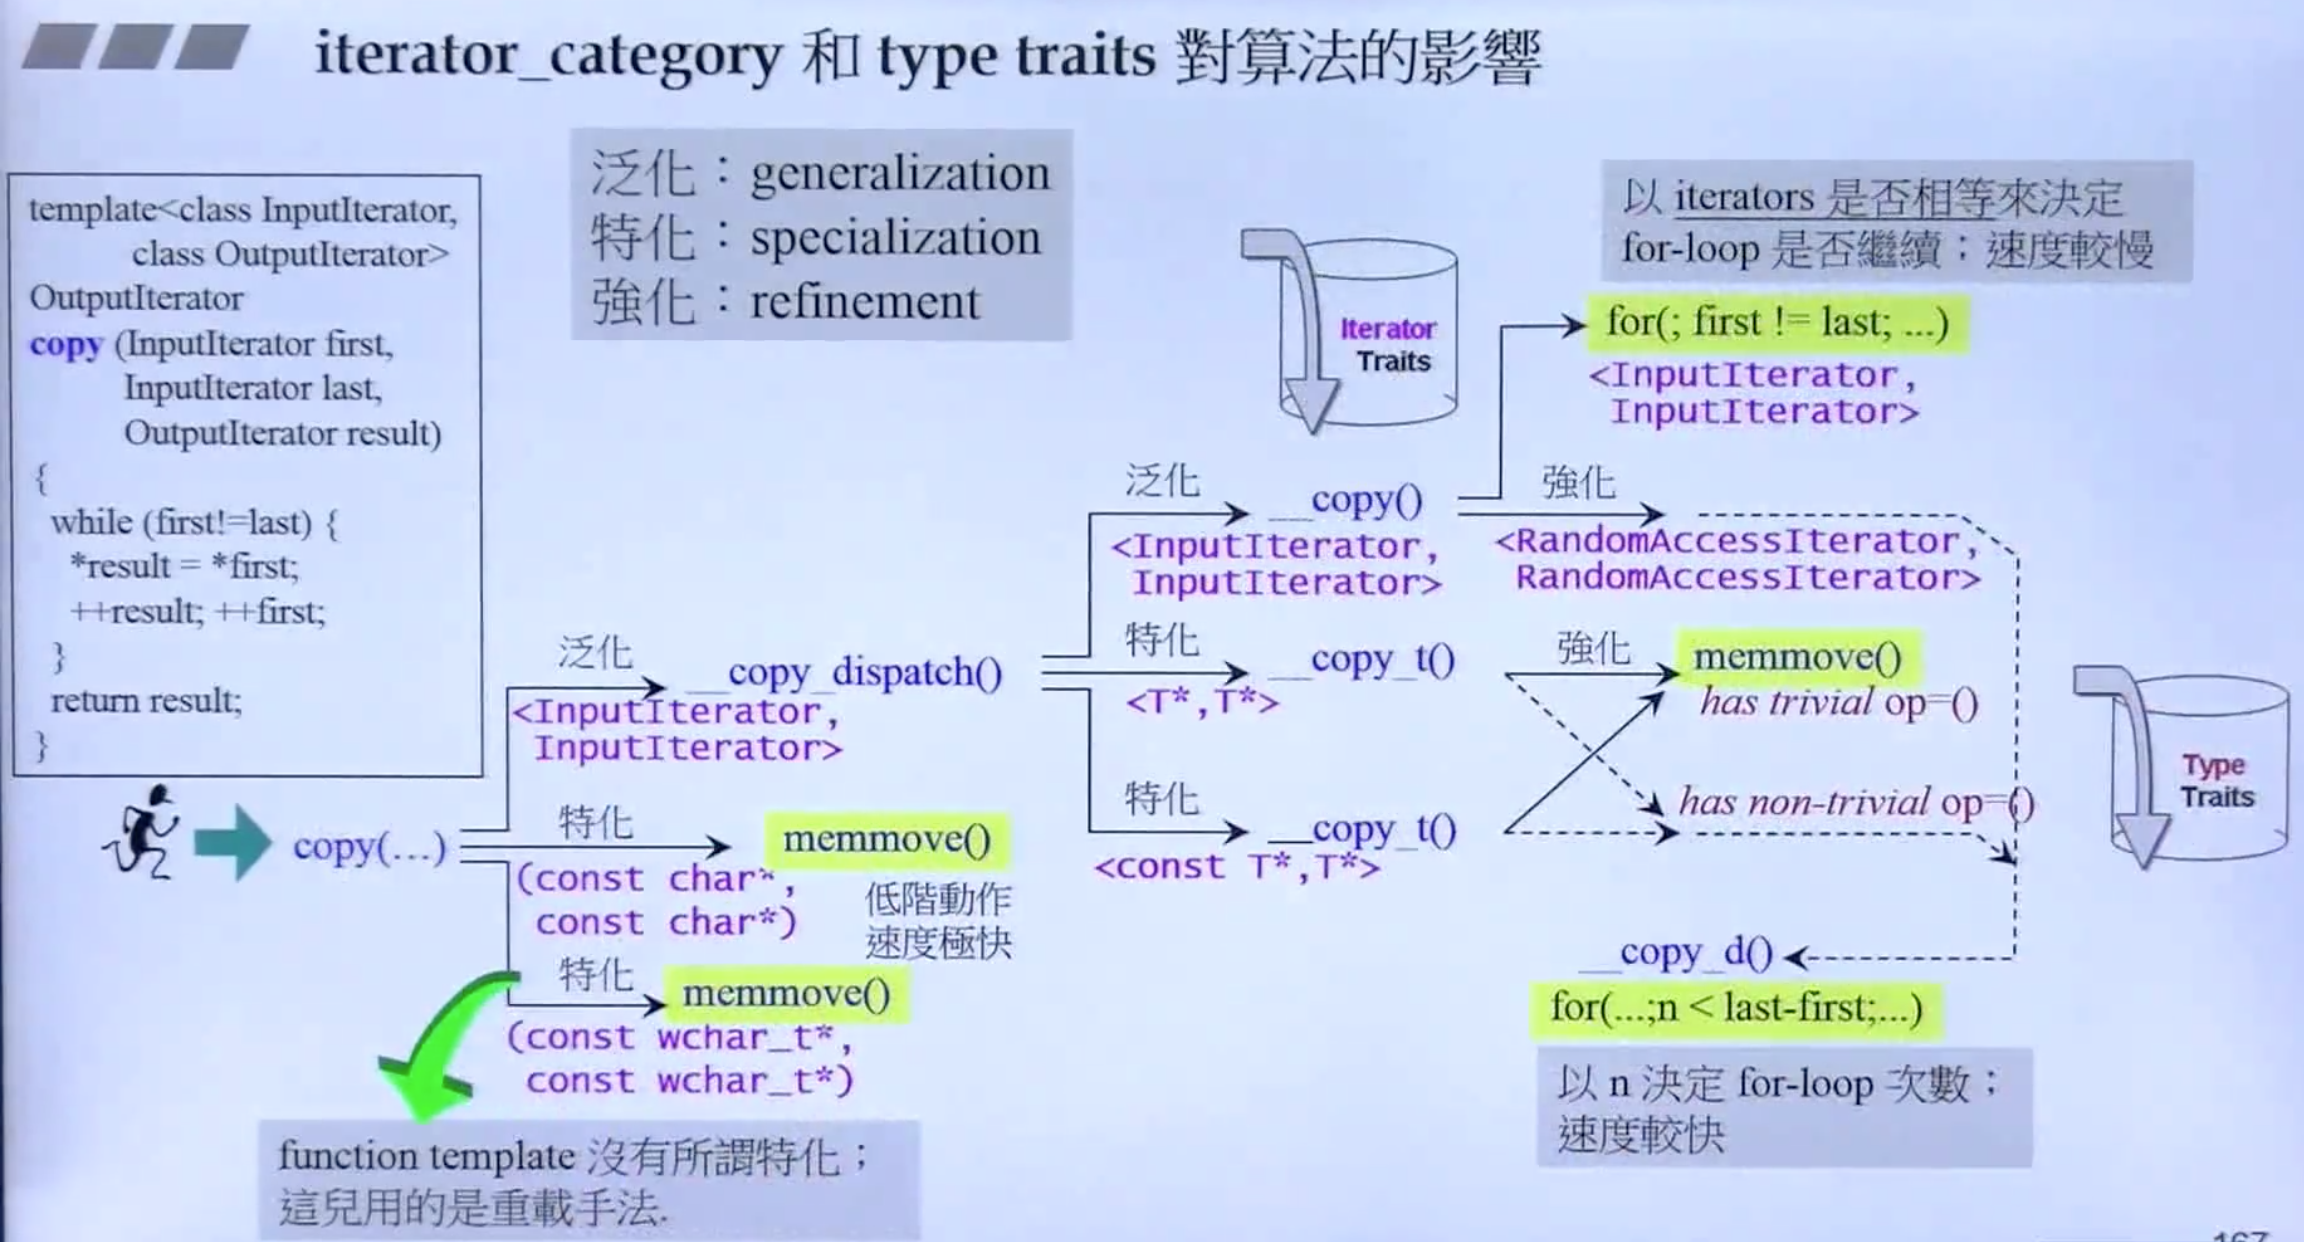 iterator_category 和 type traits 對算法的影響
泛化：generalization
特化：specialization
強化：refinement
template<class InputIterator,
class OutputIterator>
OutputIterator
copy (InputIterator first,
InputIterator last,
OutputIterator result)
{
while (first!=last) {
*result = *first;
++result; ++first;
}
return result;
}
copy(...)
泛化
__copy_dispatch()
<InputIterator,
InputIterator>
特化
memmove()
(const char*,
const char*)
低階動作
速度極快
特化
memmove()
(const wchar_t*,
const wchar_t*)
function template 沒有所謂特化；
這兒用的是重載手法.
泛化
__copy()
<InputIterator,
InputIterator>
特化
__copy_t()
<T*,T*>
特化
__copy_t()
<const T*,T*>
Iterator
Traits
以 iterators 是否相等來決定
for-loop 是否繼續；速度較慢
for(; first != last; ...)
<InputIterator,
InputIterator>
強化
<RandomAccessIterator,
RandomAccessIterator>
強化
memmove()
has trivial op=()
has non-trivial op=()
Type
Traits
__copy_d()
for(...;n < last-first;...)
以 n 決定 for-loop 次數；
速度較快